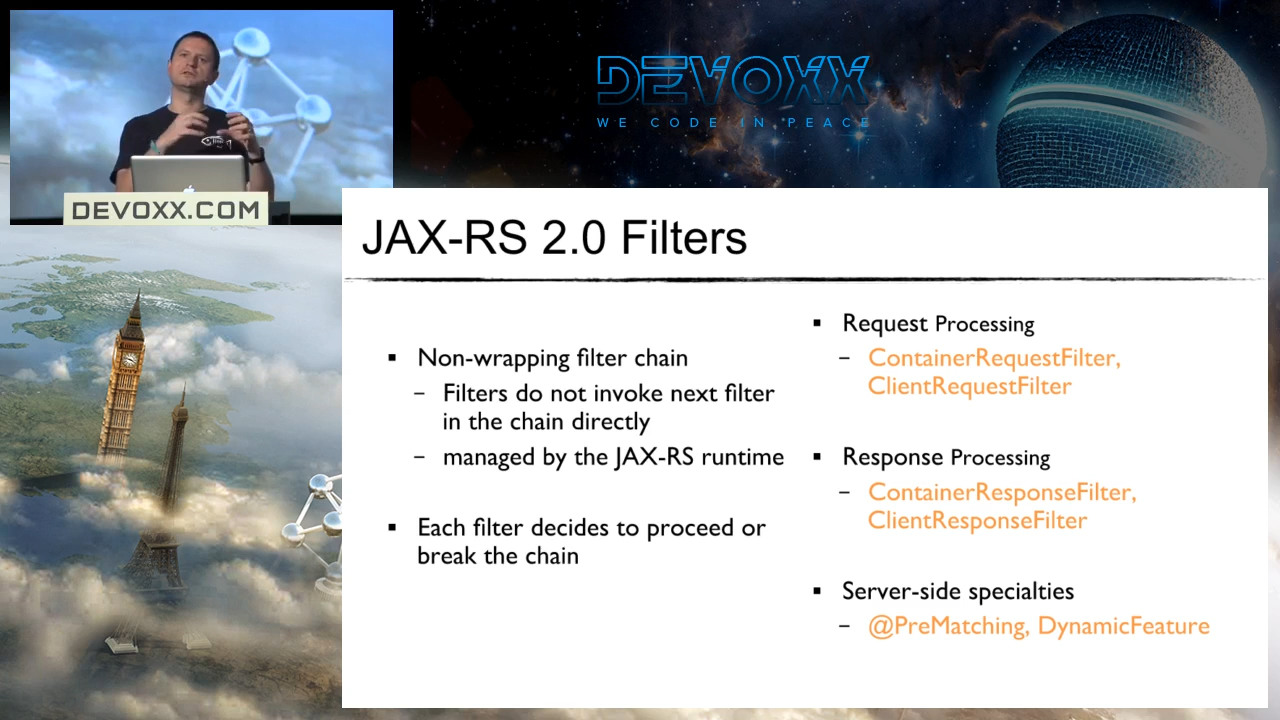 DEVOXX
WE CODE IN PEACE
DEVOXX.COM
JAX-RS 2.0 Filters
▪ Non-wrapping filter chain
– Filters do not invoke next filter
in the chain directly
– managed by the JAX-RS runtime
▪ Each filter decides to proceed or
break the chain
▪ Request Processing
– ContainerRequestFilter,
ClientRequestFilter
▪ Response Processing
– ContainerResponseFilter,
ClientResponseFilter
▪ Server-side specialties
– @PreMatching, DynamicFeature